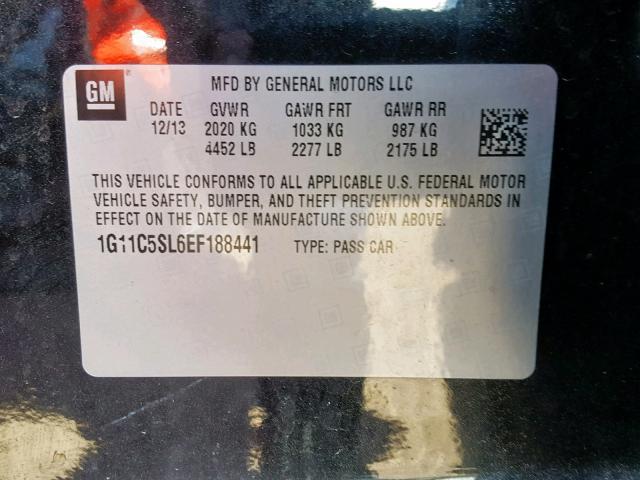 GM
MFD BY GENERAL MOTORS LLC
DATE GVWR GAWR FRT GAWR RR
12/13 2020 KG 1033 KG 987 KG
4452 LB 2277 LB 2175 LB
THIS VEHICLE CONFORMS TO ALL APPLICABLE U.S. FEDERAL MOTOR
VEHICLE SAFETY, BUMPER, AND THEFT PREVENTION STANDARDS IN
EFFECT ON THE DATE OF MANUFACTURE SHOWN ABOVE.
1G11C5SL6EF188441 TYPE: PASS CAR